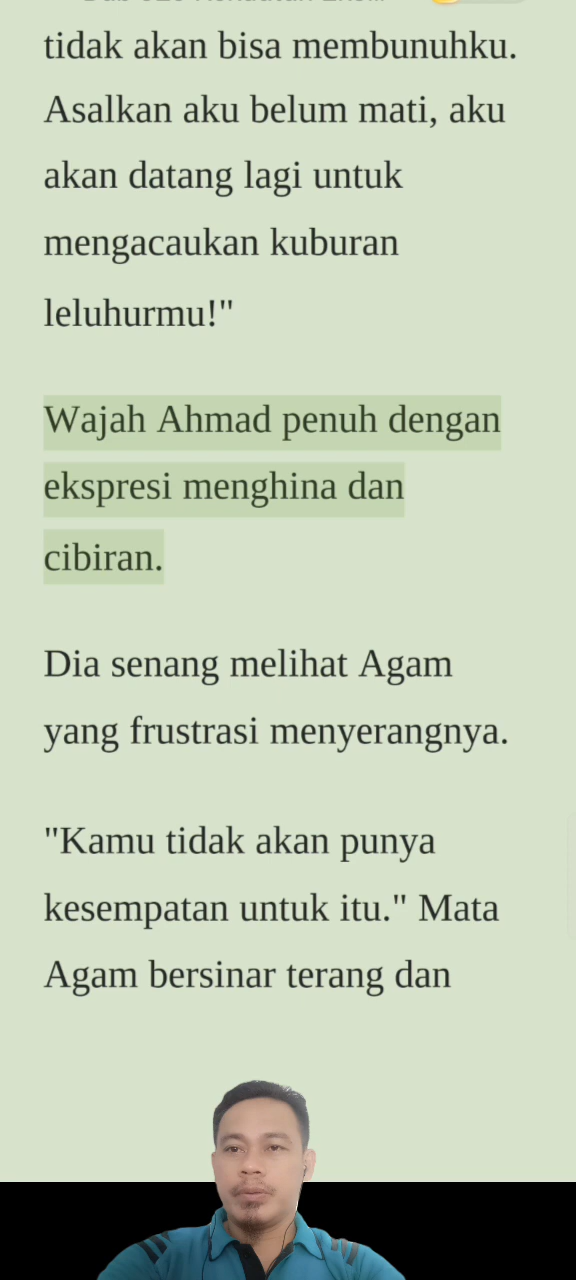 tidak akan bisa membunuhku.
Asalkan aku belum mati, aku
akan datang lagi untuk
mengacaukan kuburan
leluhurmu!"
Wajah Ahmad penuh dengan
ekspresi menghina dan
cibiran.
Dia senang melihat Agam
yang frustrasi menyerangnya.
"Kamu tidak akan punya
kesempatan untuk itu." Mata
Agam bersinar terang dan